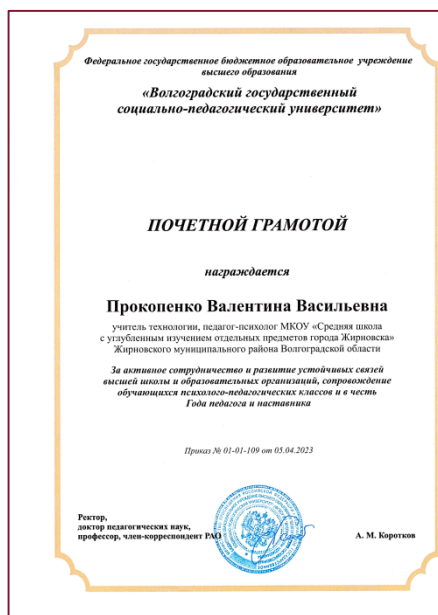 Федеральное государственное бюджетное образовательное учреждение
высшего образования
«Волгоградский государственный
социально-педагогический университет»
ПОЧЕТНОЙ ГРАМОТОЙ
награждается
Прокопенко Валентина Васильевна
учитель технологии, педагог-психолог МКОУ «Средняя школа
с углубленным изучением отдельных предметов города Жирновска»
Жирновского муниципального района Волгоградской области
За активное сотрудничество и развитие устойчивых связей
высшей школы и образовательных организаций, сопровождение
обучающихся психолого-педагогических классов и в честь
Года педагога и наставника
Приказ № 01-01-109 от 05.04.2023
Ректор,
доктор педагогических наук,
профессор, член-корреспондент РАО
А. М. Коротков